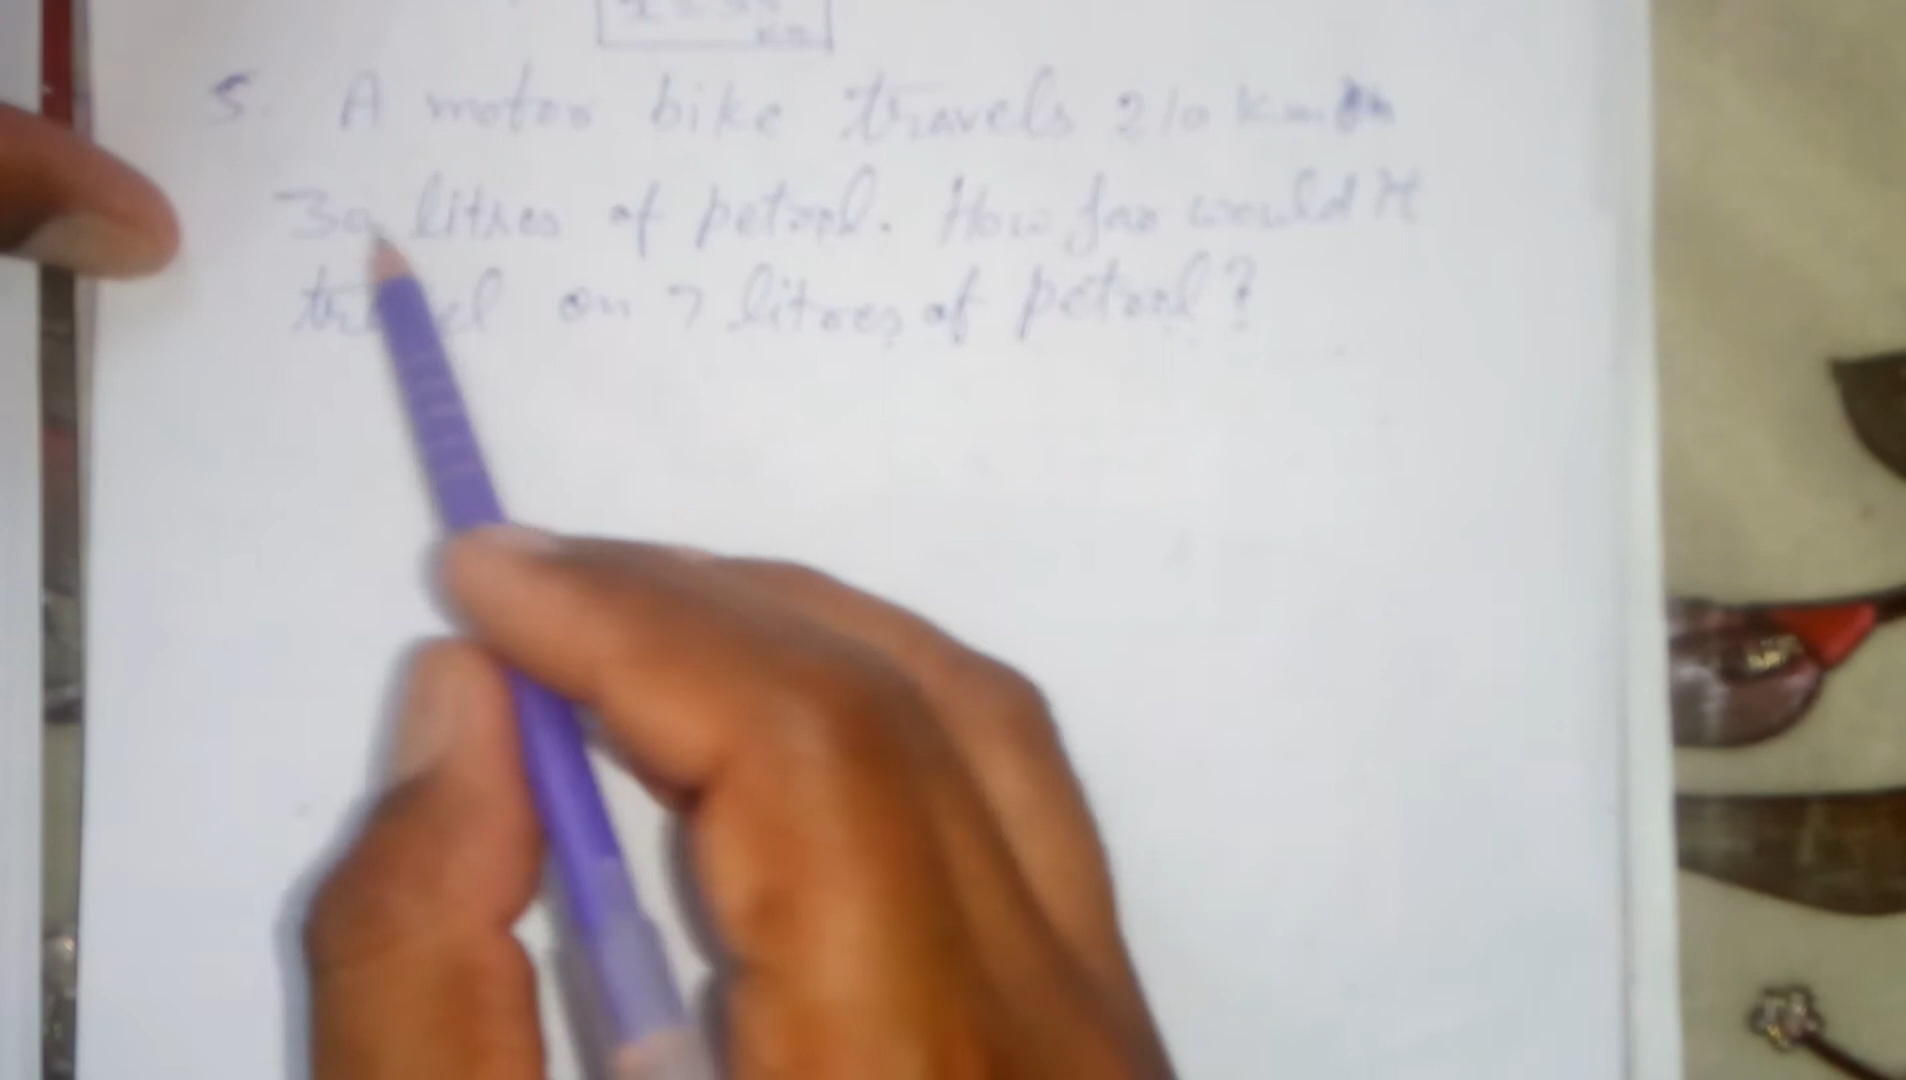 5. A motor bike travels 210 km on
30 litres of petrol. How far would it
travel on 7 litres of petrol?